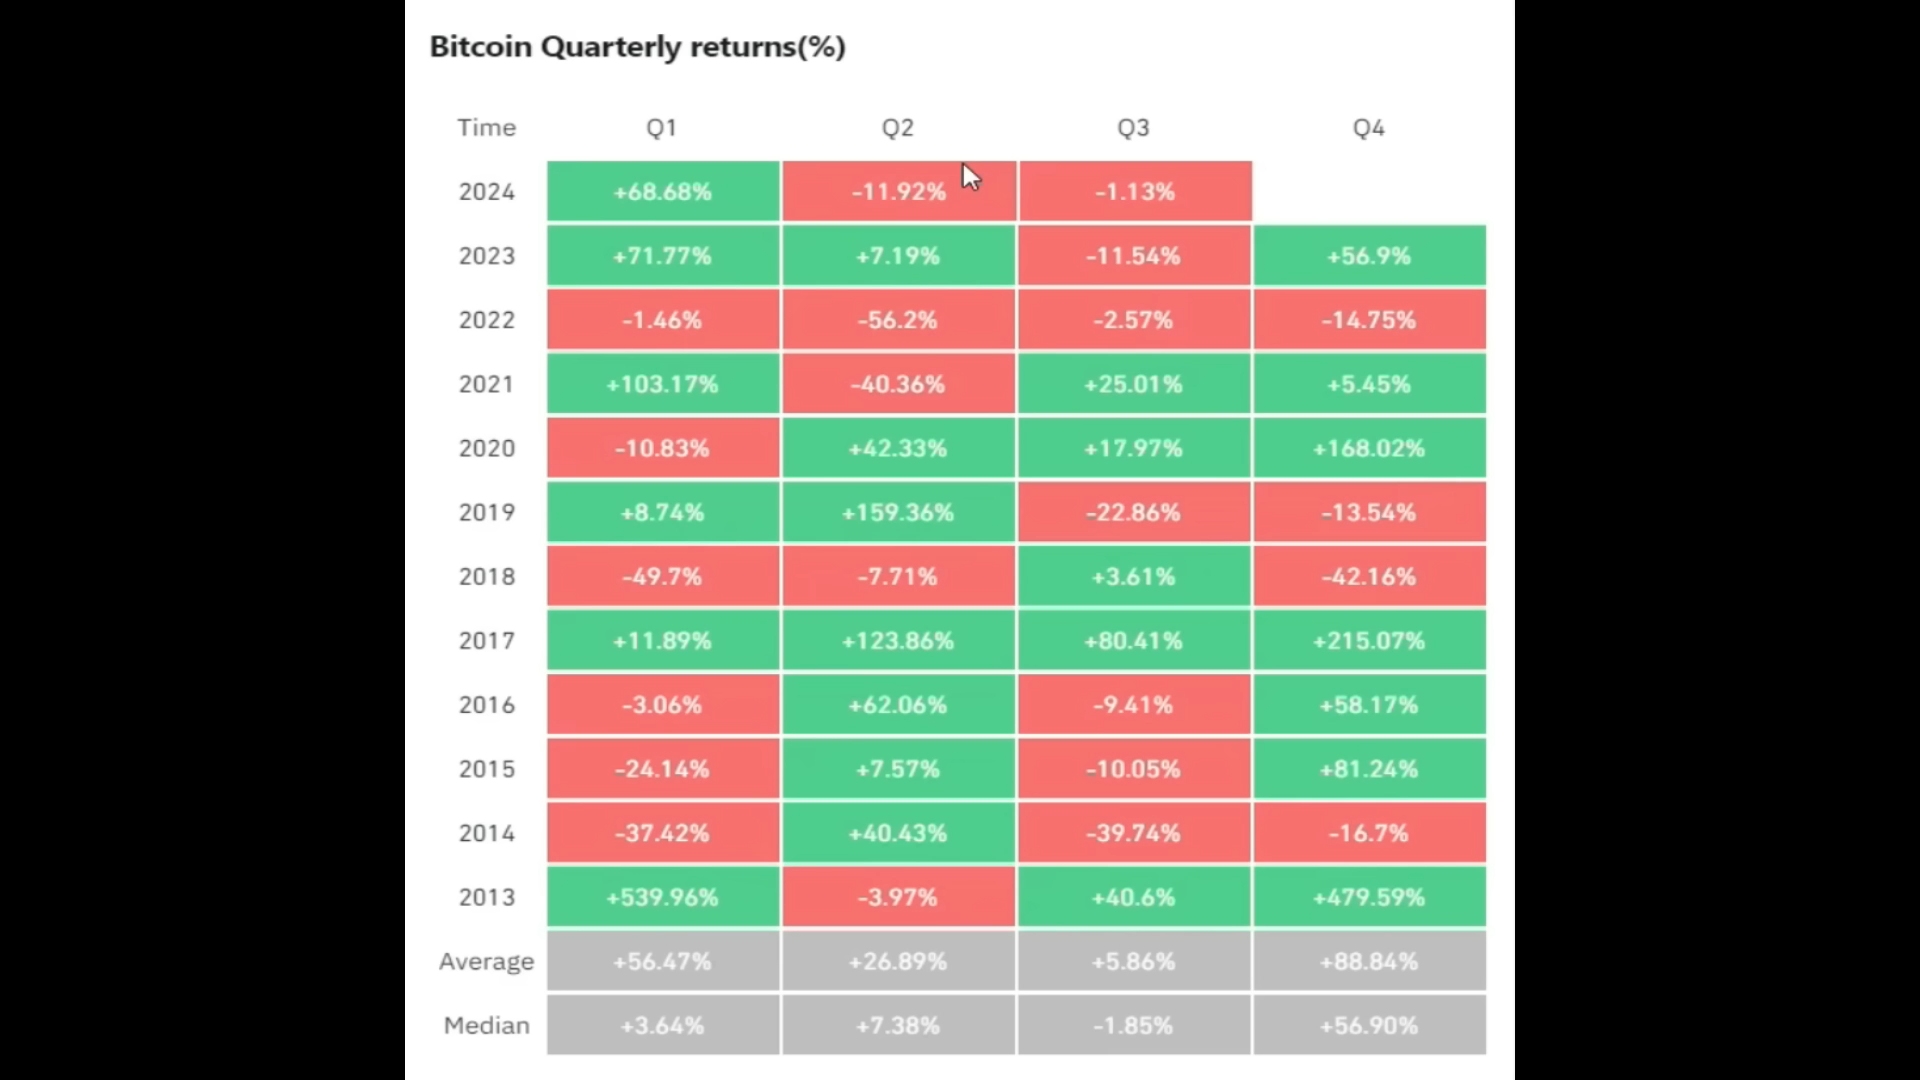 Bitcoin Quarterly returns(%)
Time Q1 Q2 Q3 Q4
2024 +68.68% -11.92% -1.13%
2023 +71.77% +7.19% -11.54% +56.9%
2022 -1.46% -56.2% -2.57% -14.75%
2021 +103.17% -40.36% +25.01% +5.45%
2020 -10.83% +42.33% +17.97% +168.02%
2019 +8.74% +159.36% -22.86% -13.54%
2018 -49.7% -7.71% +3.61% -42.16%
2017 +11.89% +123.86% +80.41% +215.07%
2016 -3.06% +62.06% -9.41% +58.17%
2015 -24.14% +7.57% -10.05% +81.24%
2014 -37.42% +40.43% -39.74% -16.7%
2013 +539.96% -3.97% +40.6% +479.59%
Average +56.47% +26.89% +5.86% +88.84%
Median +3.64% +7.38% -1.85% +56.90%